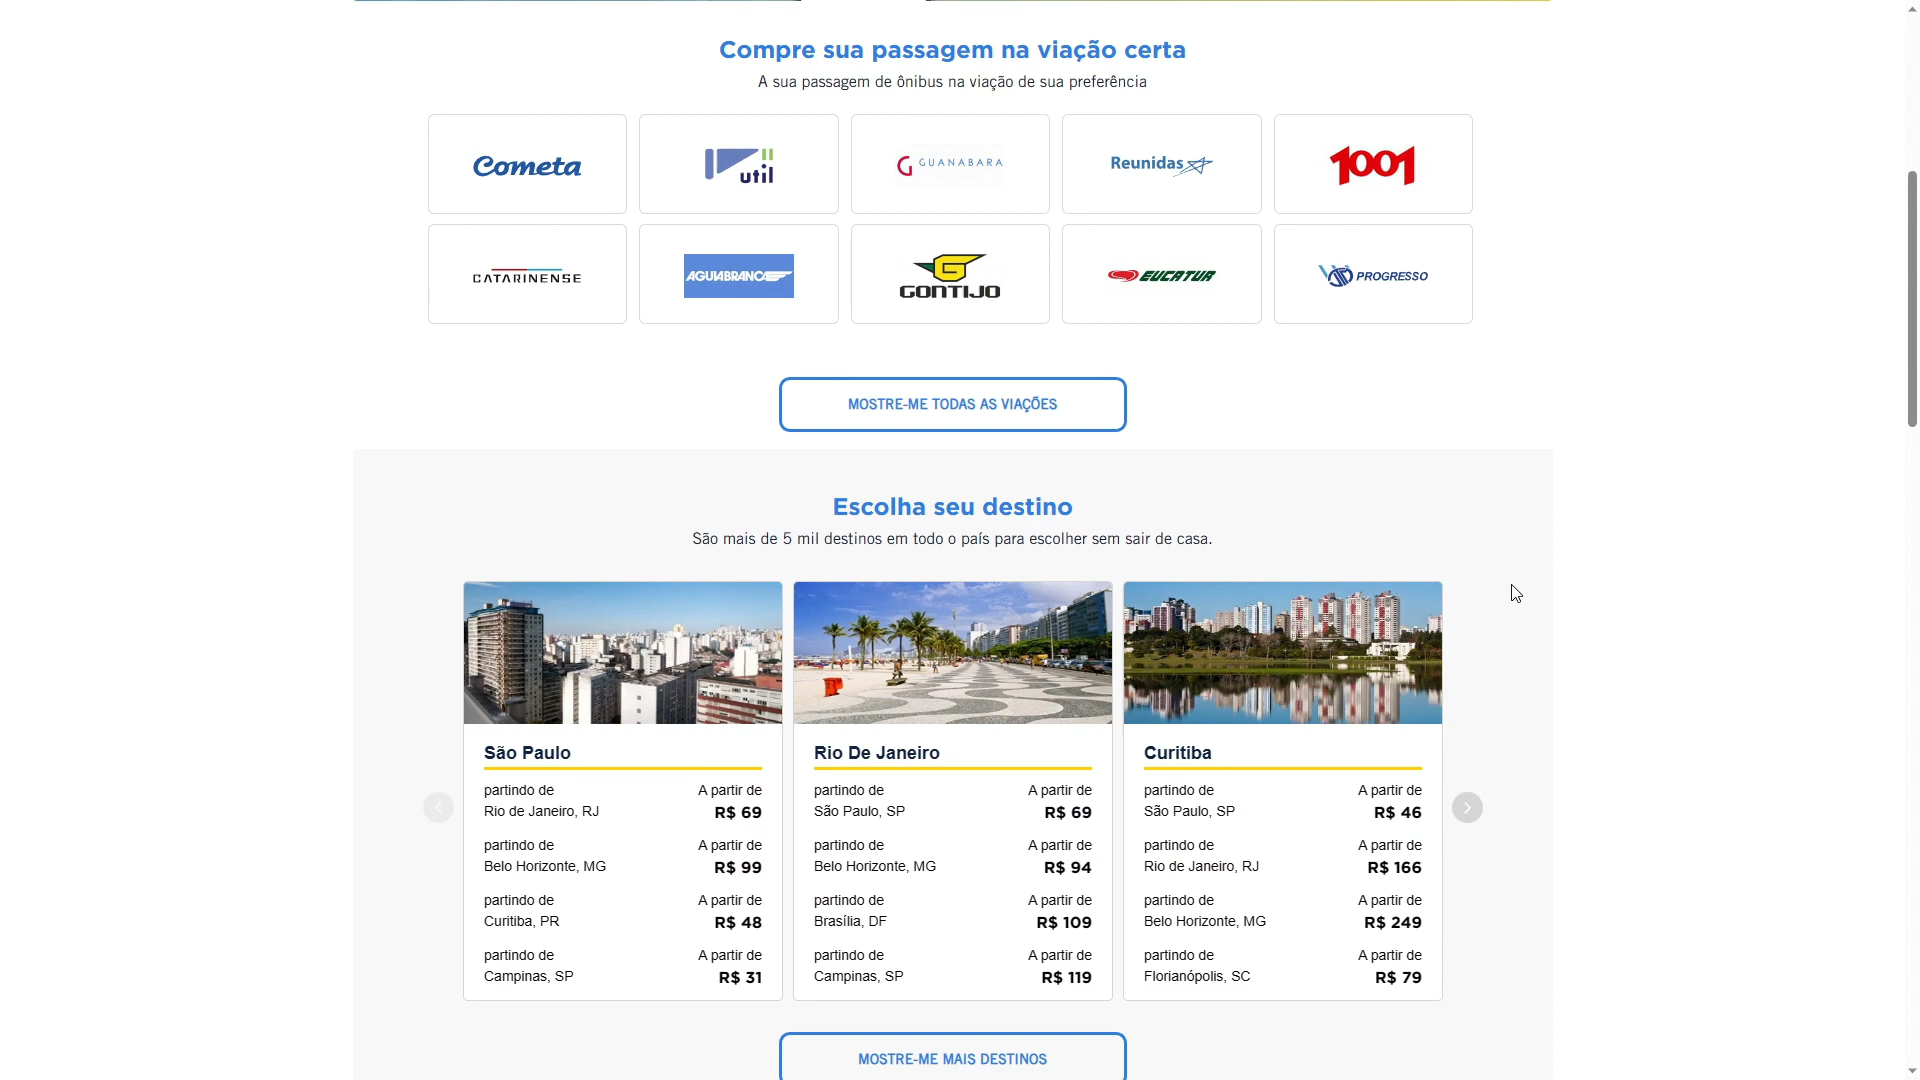 Compre sua passagem na viação certa
A sua passagem de ônibus na viação de sua preferência
Cometa
util
GUANABARA
Reunidas
1001
CATARINENSE
AGUIABRANCA
GONTIJO
EUCATUR
PROGRESSO
MOSTRE-ME TODAS AS VIAÇÕES
Escolha seu destino
São mais de 5 mil destinos em todo o país para escolher sem sair de casa.
São Paulo
partindo de A partir de
Rio de Janeiro, RJ R$ 69
partindo de A partir de
Belo Horizonte, MG R$ 99
partindo de A partir de
Curitiba, PR R$ 48
partindo de A partir de
Campinas, SP R$ 31
Rio De Janeiro
partindo de A partir de
São Paulo, SP R$ 69
partindo de A partir de
Belo Horizonte, MG R$ 94
partindo de A partir de
Brasília, DF R$ 109
partindo de A partir de
Campinas, SP R$ 119
Curitiba
partindo de A partir de
São Paulo, SP R$ 46
partindo de A partir de
Rio de Janeiro, RJ R$ 166
partindo de A partir de
Belo Horizonte, MG R$ 249
partindo de A partir de
Florianópolis, SC R$ 79
MOSTRE-ME MAIS DESTINOS